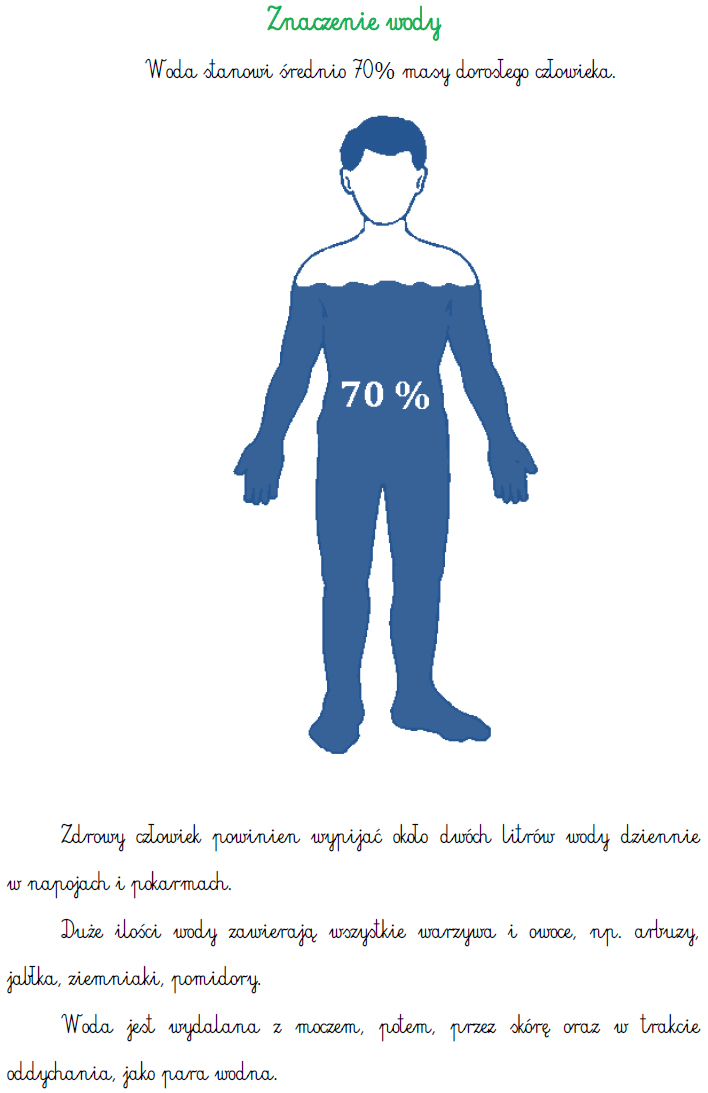 Znaczenie wody
Woda stanowi średnio 70% masy dorosłego człowieka.
70 %
Zdrowy człowiek powinien wypijać około dwóch litrów wody dziennie
w napojach i pokarmach.
Duże ilości wody zawierają wszystkie warzywa i owoce, np. arbuzy,
jabłka, ziemniaki, pomidory.
Woda jest wydalana z moczem, potem, przez skórę oraz w trakcie
oddychania, jako para wodna.